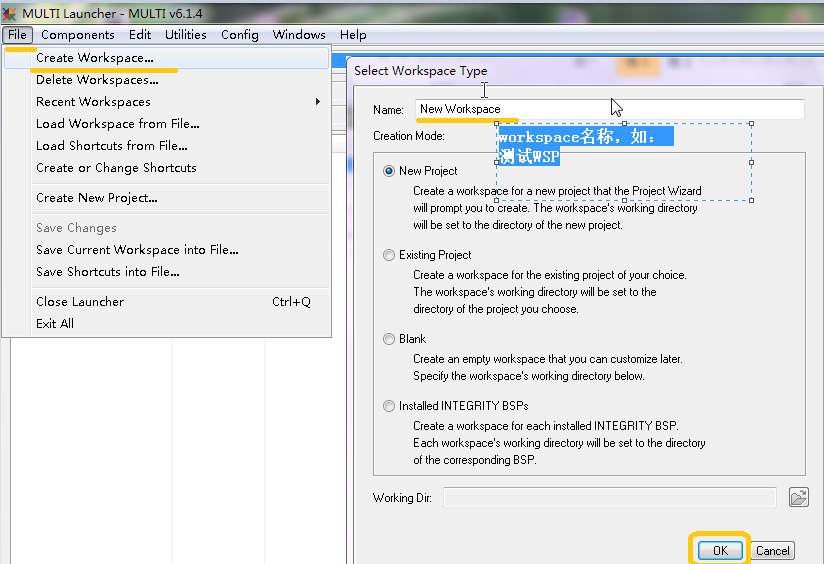 MULTI Launcher - MULTI v6.1.4
File Components Edit Utilities Config Windows Help
Create Workspace...
Delete Workspaces...
Recent Workspaces
Load Workspace from File...
Load Shortcuts from File...
Create or Change Shortcuts
Create New Project...
Save Changes
Save Current Workspace into File...
Save Shortcuts into File...
Close Launcher Ctrl+Q
Exit All
Select Workspace Type
Name: New Workspace
workspace名称，如：
测试WSP
Creation Mode:
New Project
Create a workspace for a new project that the Project Wizard
will prompt you to create. The workspace's working directory
will be set to the directory of the new project.
Existing Project
Create a workspace for the existing project of your choice.
The workspace's working directory will be set to the
directory of the project you choose.
Blank
Create an empty workspace that you can customize later.
Specify the workspace's working directory below.
Installed INTEGRITY BSPs
Create a workspace for each installed INTEGRITY BSP.
Each workspace's working directory will be set to the directory
of the corresponding BSP.
Working Dir:
OK Cancel